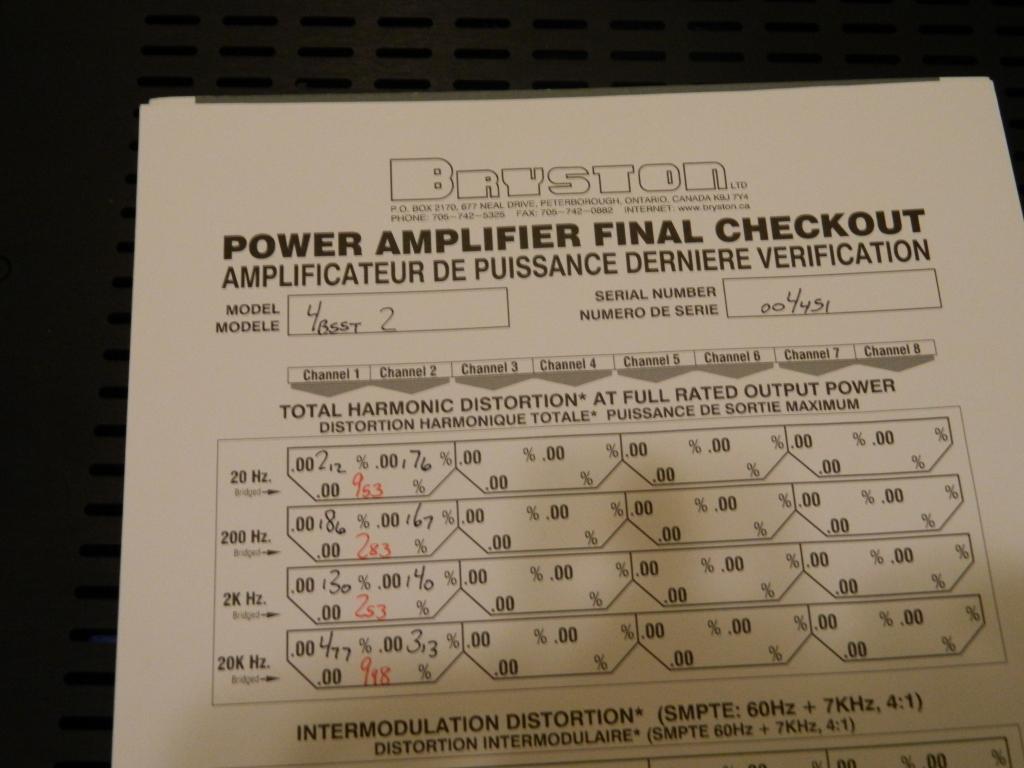 BRYSTON LTD
P.O. BOX 2170, 677 NEAL DRIVE, PETERBOROUGH, ONTARIO, CANADA K9J 7Y4
PHONE: 705-742-5325 FAX: 705-742-0882 INTERNET: www.bryston.ca
POWER AMPLIFIER FINAL CHECKOUT
AMPLIFICATEUR DE PUISSANCE DERNIERE VERIFICATION
MODEL
MODELE
4BSST 2
SERIAL NUMBER
NUMERO DE SERIE
004451
Channel 1 Channel 2 Channel 3 Channel 4 Channel 5 Channel 6 Channel 7 Channel 8
TOTAL HARMONIC DISTORTION* AT FULL RATED OUTPUT POWER
DISTORTION HARMONIQUE TOTALE* PUISSANCE DE SORTIE MAXIMUM
20 Hz. .00212 % .00176 % .00 % .00 % .00 % .00 % .00 % .00 %
Bridged .00 953 % .00 % .00 % .00 %
200 Hz. .00186 % .00167 % .00 % .00 % .00 % .00 % .00 % .00 %
Bridged .00 283 % .00 % .00 % .00 %
2K Hz. .00130 % .00140 % .00 % .00 % .00 % .00 % .00 % .00 %
Bridged .00 253 % .00 % .00 % .00 %
20K Hz. .00477 % .00313 % .00 % .00 % .00 % .00 % .00 % .00 %
Bridged .00 998 % .00 % .00 % .00 %
INTERMODULATION DISTORTION* (SMPTE: 60Hz + 7KHz, 4:1)
DISTORTION INTERMODULAIRE* (SMPTE 60Hz + 7KHz, 4:1)
% .00 % .00 % .00 %